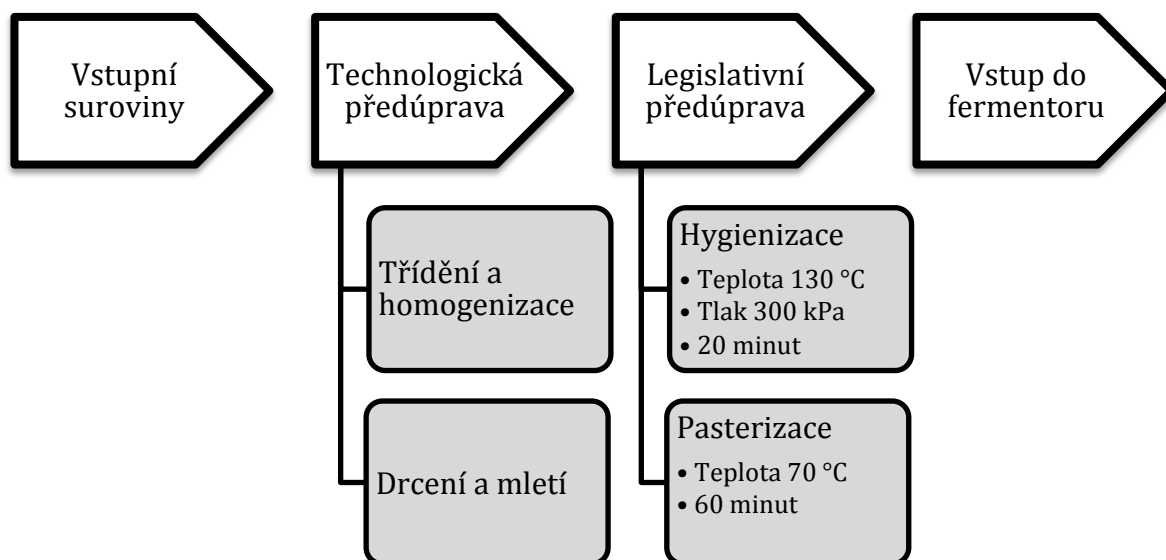 Vstupní
suroviny
Technologická
předúprava
Legislativní
předúprava
Vstup do
fermentoru
Třídění a
homogenizace
Drcení a mletí
Hygienizace
• Teplota 130 °C
• Tlak 300 kPa
• 20 minut
Pasterizace
• Teplota 70 °C
• 60 minut